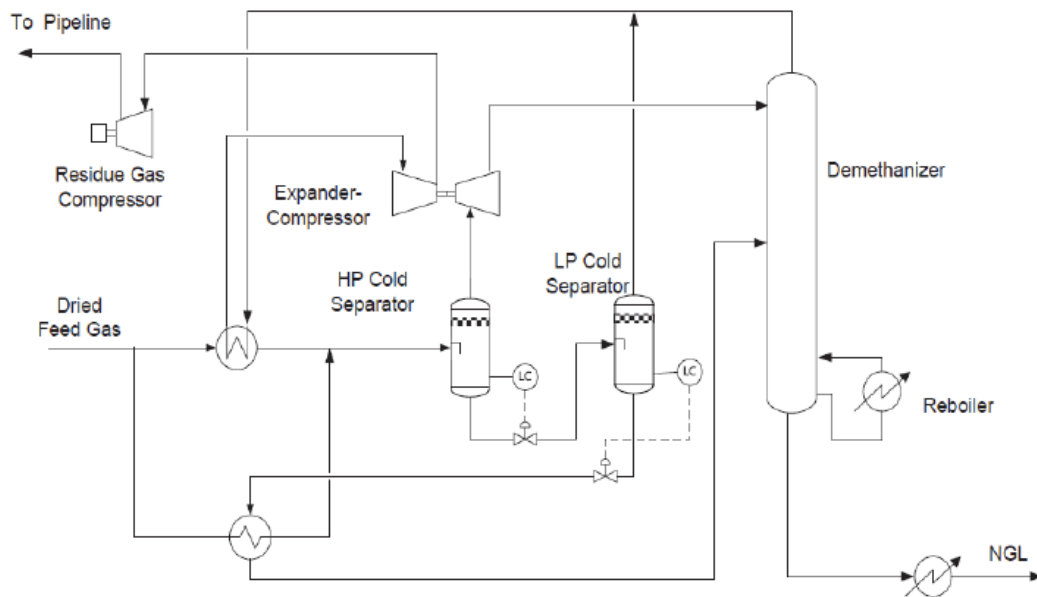 To Pipeline
Residue Gas
Compressor
Expander-
Compressor
Demethanizer
HP Cold
Separator
LP Cold
Separator
Dried
Feed Gas
LC
LC
Reboiler
NGL